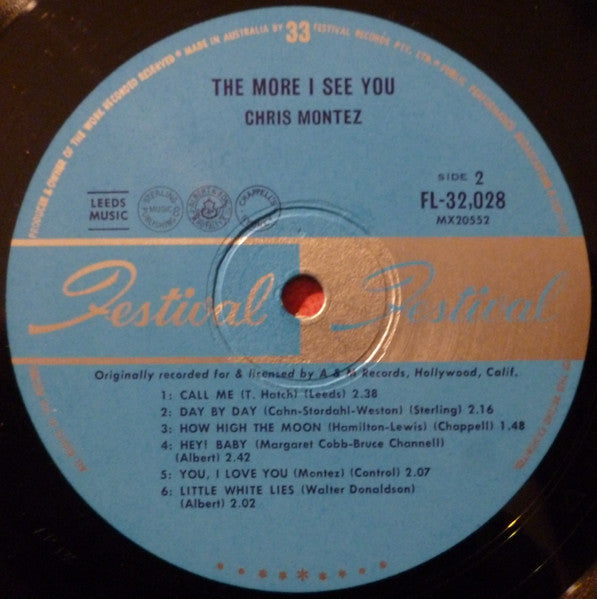 MADE IN AUSTRALIA BY 33 FESTIVAL RECORDS PTY. LTD. PUBLIC
PRODUCER & OWNER OF THE WORK RECORDED RESERVED
THE MORE I SEE YOU
CHRIS MONTEZ
SIDE 2
LEEDS
MUSIC
CHAPPELL
FL-32,028
MX20552
Festival Festival
Originally recorded for & licensed by A & M Records, Hollywood, Calif.
1: CALL ME (T. Hatch) (Leeds) 2.38
2: DAY BY DAY (Cahn-Stordahl-Weston) (Sterling) 2.16
3: HOW HIGH THE MOON (Hamilton-Lewis) (Chappell) 1.48
4: HEY! BABY (Margaret Cobb-Bruce Channell)
(Albert) 2.42
5: YOU, I LOVE YOU (Montez) (Control) 2.07
6: LITTLE WHITE LIES (Walter Donaldson)
(Albert) 2.02